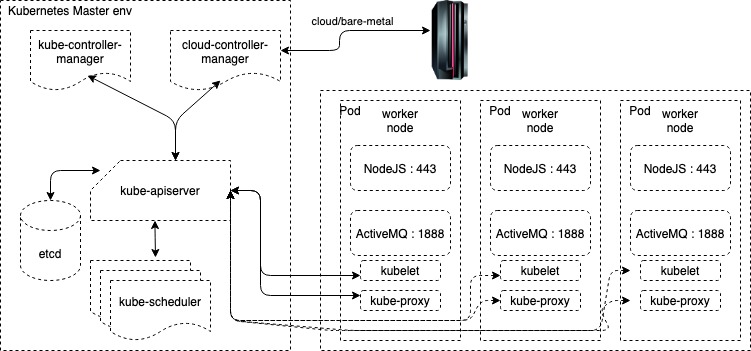 Kubernetes Master env
cloud/bare-metal
kube-controller-
manager
cloud-controller-
manager
kube-apiserver
etcd
kube-scheduler
Pod
worker
node
NodeJS : 443
ActiveMQ : 1888
kubelet
kube-proxy
Pod
worker
node
NodeJS : 443
ActiveMQ : 1888
kubelet
kube-proxy
Pod
worker
node
NodeJS : 443
ActiveMQ : 1888
kubelet
kube-proxy